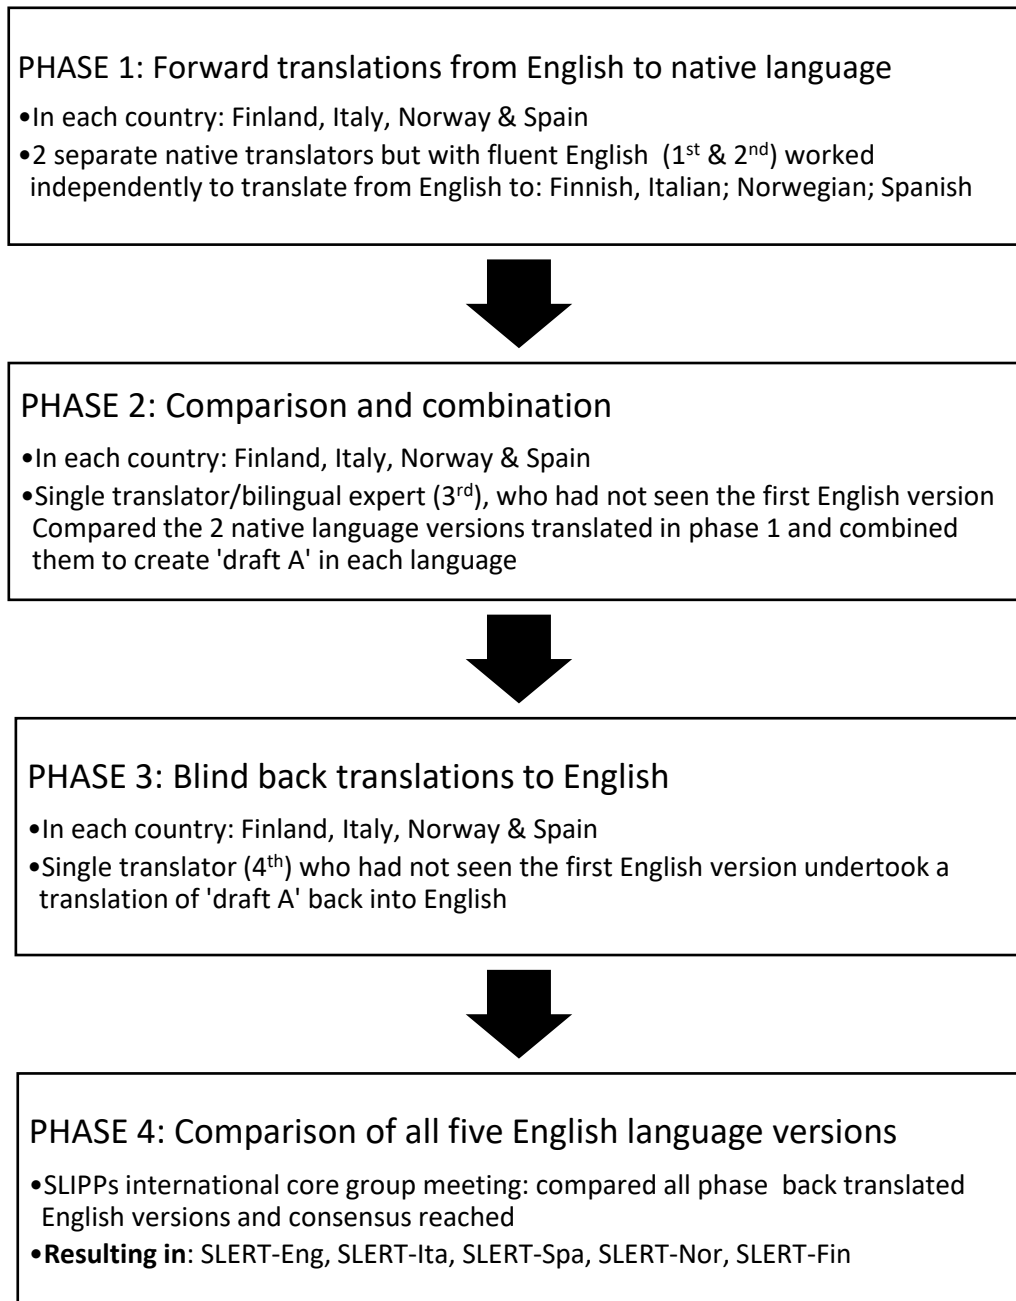 PHASE 1: Forward translations from English to native language
•In each country: Finland, Italy, Norway & Spain
•2 separate native translators but with fluent English (1st & 2nd) worked
independently to translate from English to: Finnish, Italian; Norwegian; Spanish
PHASE 2: Comparison and combination
•In each country: Finland, Italy, Norway & Spain
•Single translator/bilingual expert (3rd), who had not seen the first English version
Compared the 2 native language versions translated in phase 1 and combined
them to create 'draft A' in each language
PHASE 3: Blind back translations to English
•In each country: Finland, Italy, Norway & Spain
•Single translator (4th) who had not seen the first English version undertook a
translation of 'draft A' back into English
PHASE 4: Comparison of all five English language versions
•SLIPPs international core group meeting: compared all phase back translated
English versions and consensus reached
•Resulting in: SLERT-Eng, SLERT-Ita, SLERT-Spa, SLERT-Nor, SLERT-Fin